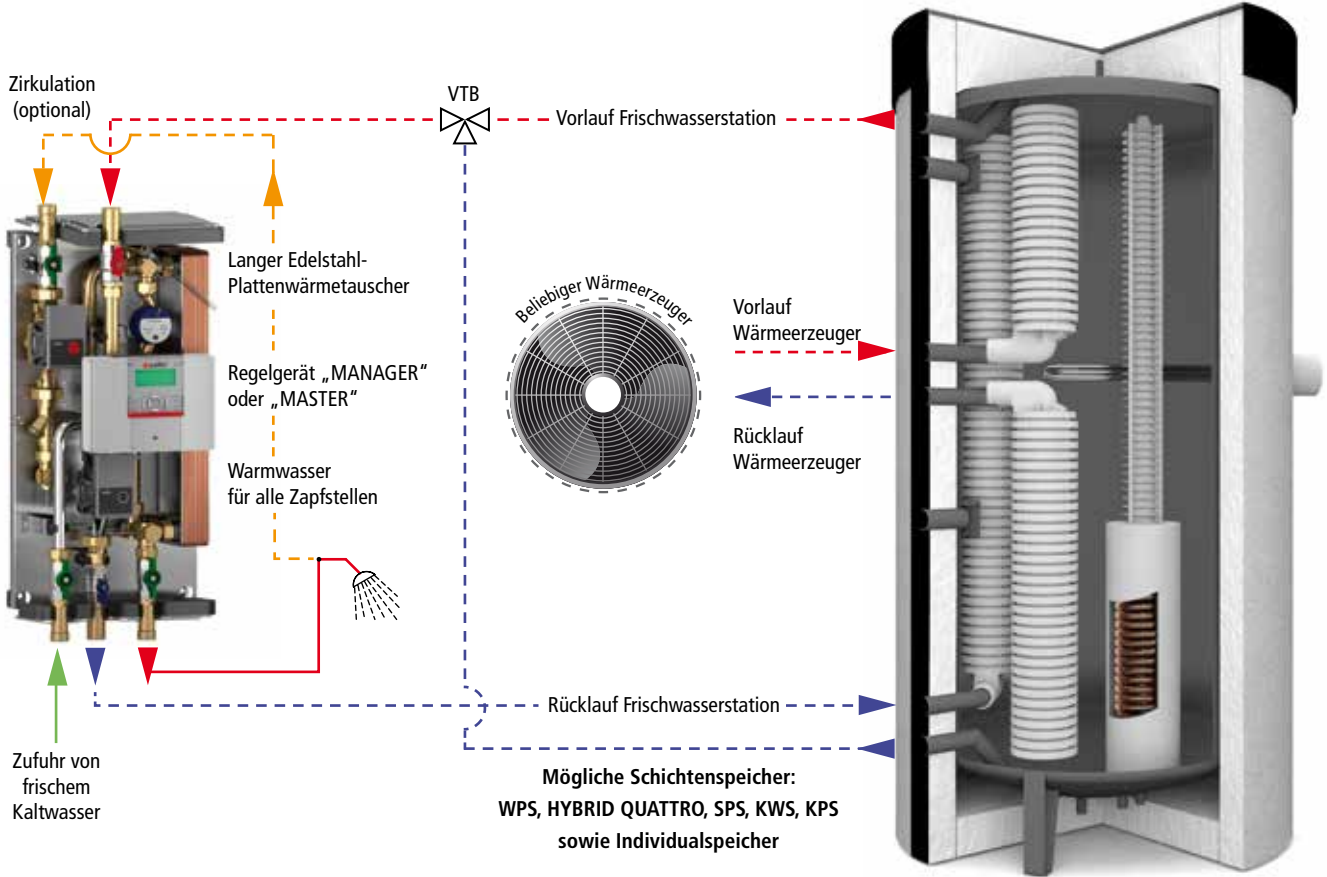 Zirkulation
(optional)
VTB
Vorlauf Frischwasserstation
Langer Edelstahl-
Plattenwärmetauscher
Beliebiger Wärmeerzeuger
Vorlauf
Wärmeerzeuger
Regelgerät „MANAGER“
oder „MASTER“
Rücklauf
Wärmeerzeuger
Warmwasser
für alle Zapfstellen
Rücklauf Frischwasserstation
Zufuhr von
frischem
Kaltwasser
Mögliche Schichtenspeicher:
WPS, HYBRID QUATTRO, SPS, KWS, KPS
sowie Individualspeicher